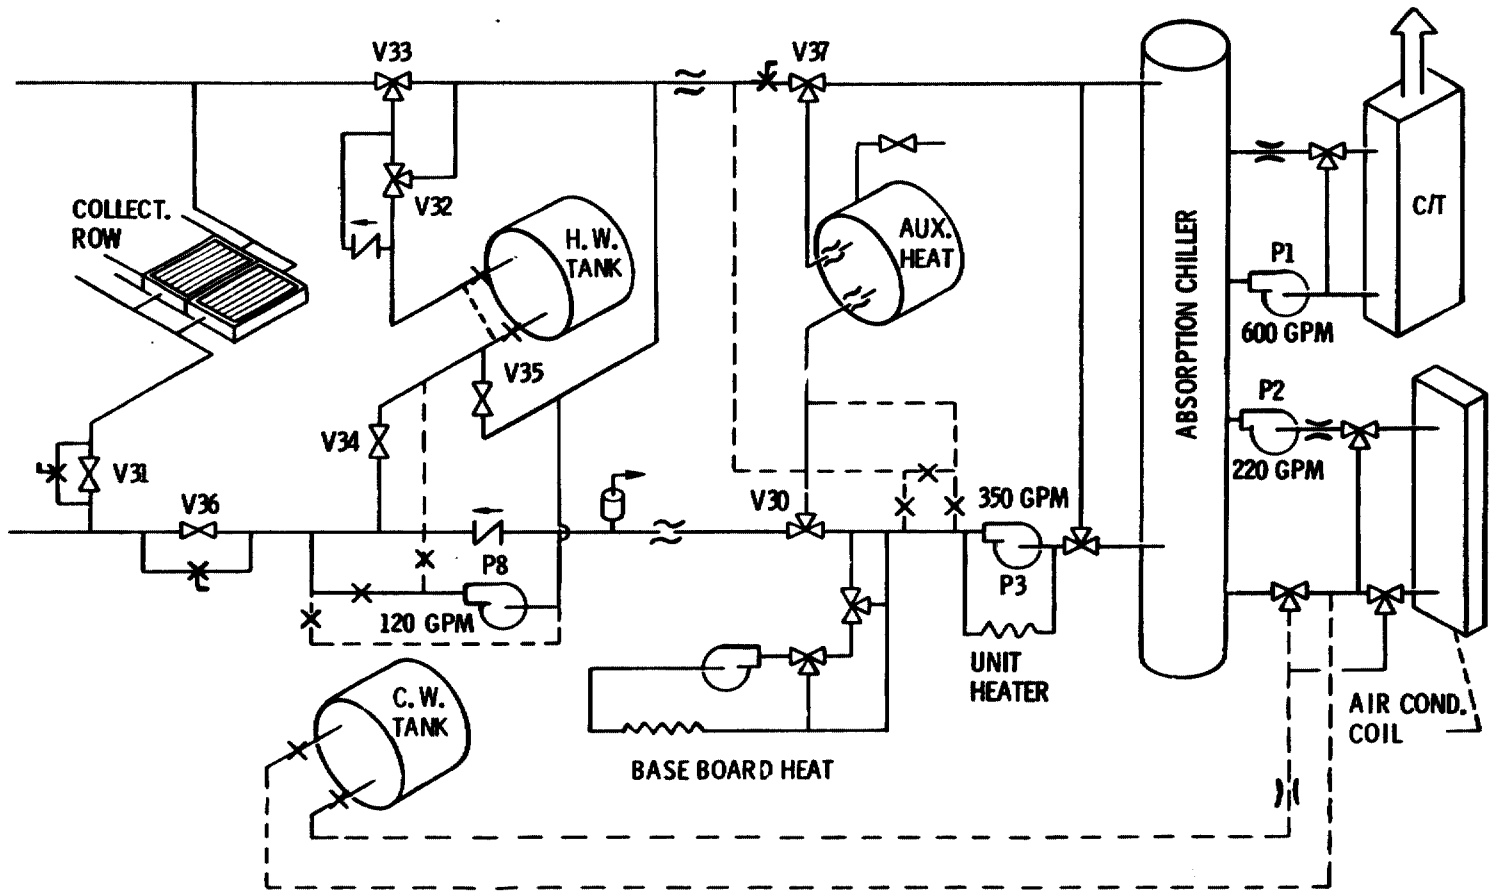 V33
V37
COLLECT.
ROW
V32
H.W.
TANK
AUX.
HEAT
ABSORPTION CHILLER
C/T
P1
600 GPM
V35
V34
V31
V36
P2
220 GPM
V30
350 GPM
P3
P8
120 GPM
UNIT
HEATER
C.W.
TANK
BASE BOARD HEAT
AIR COND.
COIL